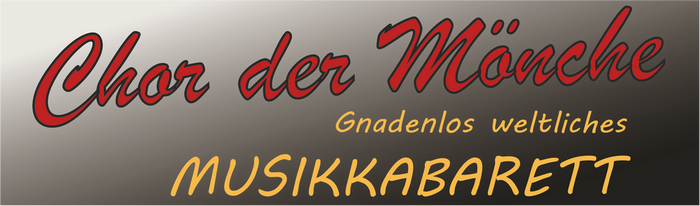 Chor der Mönche
Gnadenlos weltliches
MUSIKKABARETT